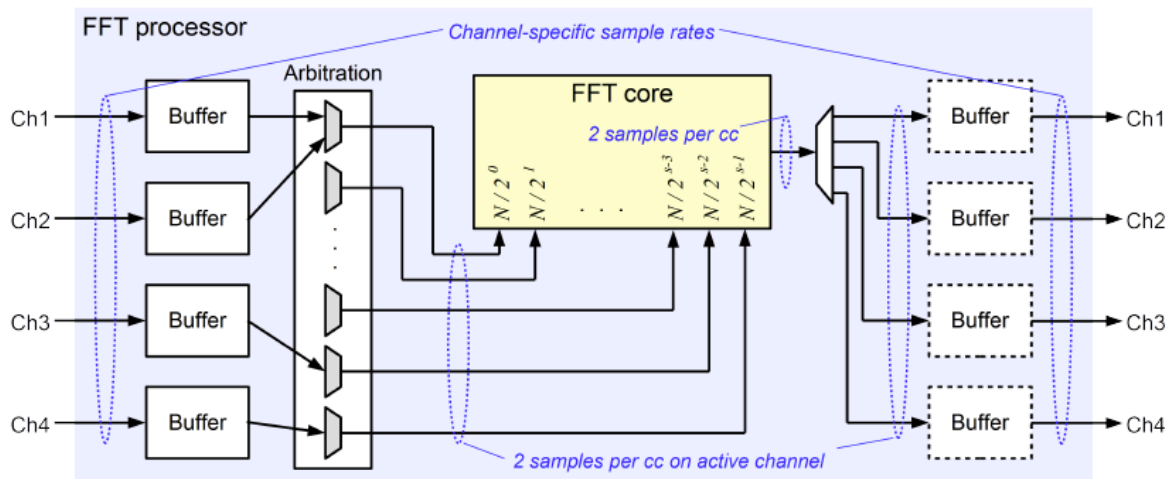 FFT processor
Channel-specific sample rates
Arbitration
FFT core
2 samples per cc
Ch1
Buffer
Buffer
Ch1
Ch2
Buffer
Buffer
Ch2
N/2^0
N/2^1
. . .
N/2^s-3
N/2^s-2
N/2^s-1
.
.
.
Ch3
Buffer
Buffer
Ch3
Ch4
Buffer
Buffer
Ch4
2 samples per cc on active channel